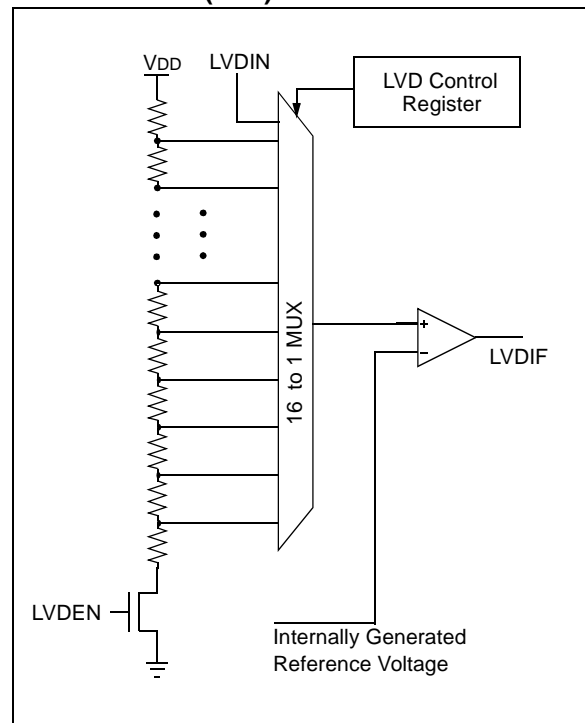 VDD
LVDIN
LVD Control
Register
16 to 1 MUX
+
−
LVDIF
LVDEN
Internally Generated
Reference Voltage